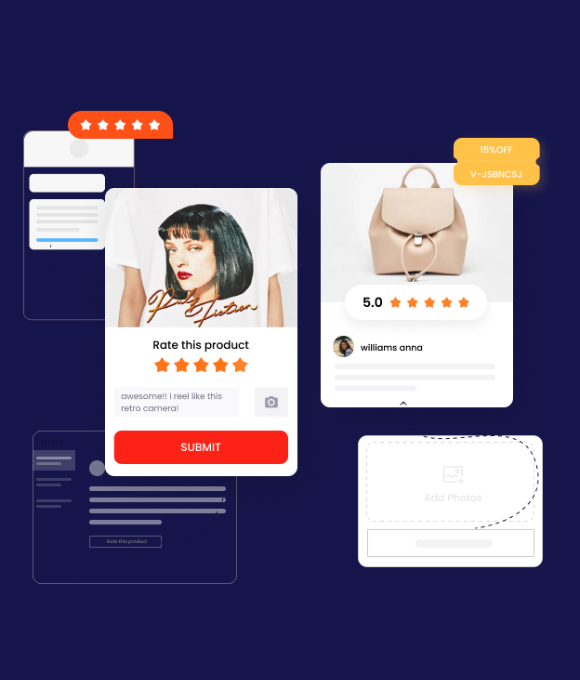 15%OFF
V-JSBNCSJ
Pulp
Fiction
5.0
Rate this product
williams anna
awesome!! I reel like this
retro camera!
SUBMIT
Add Photos
Rate this product